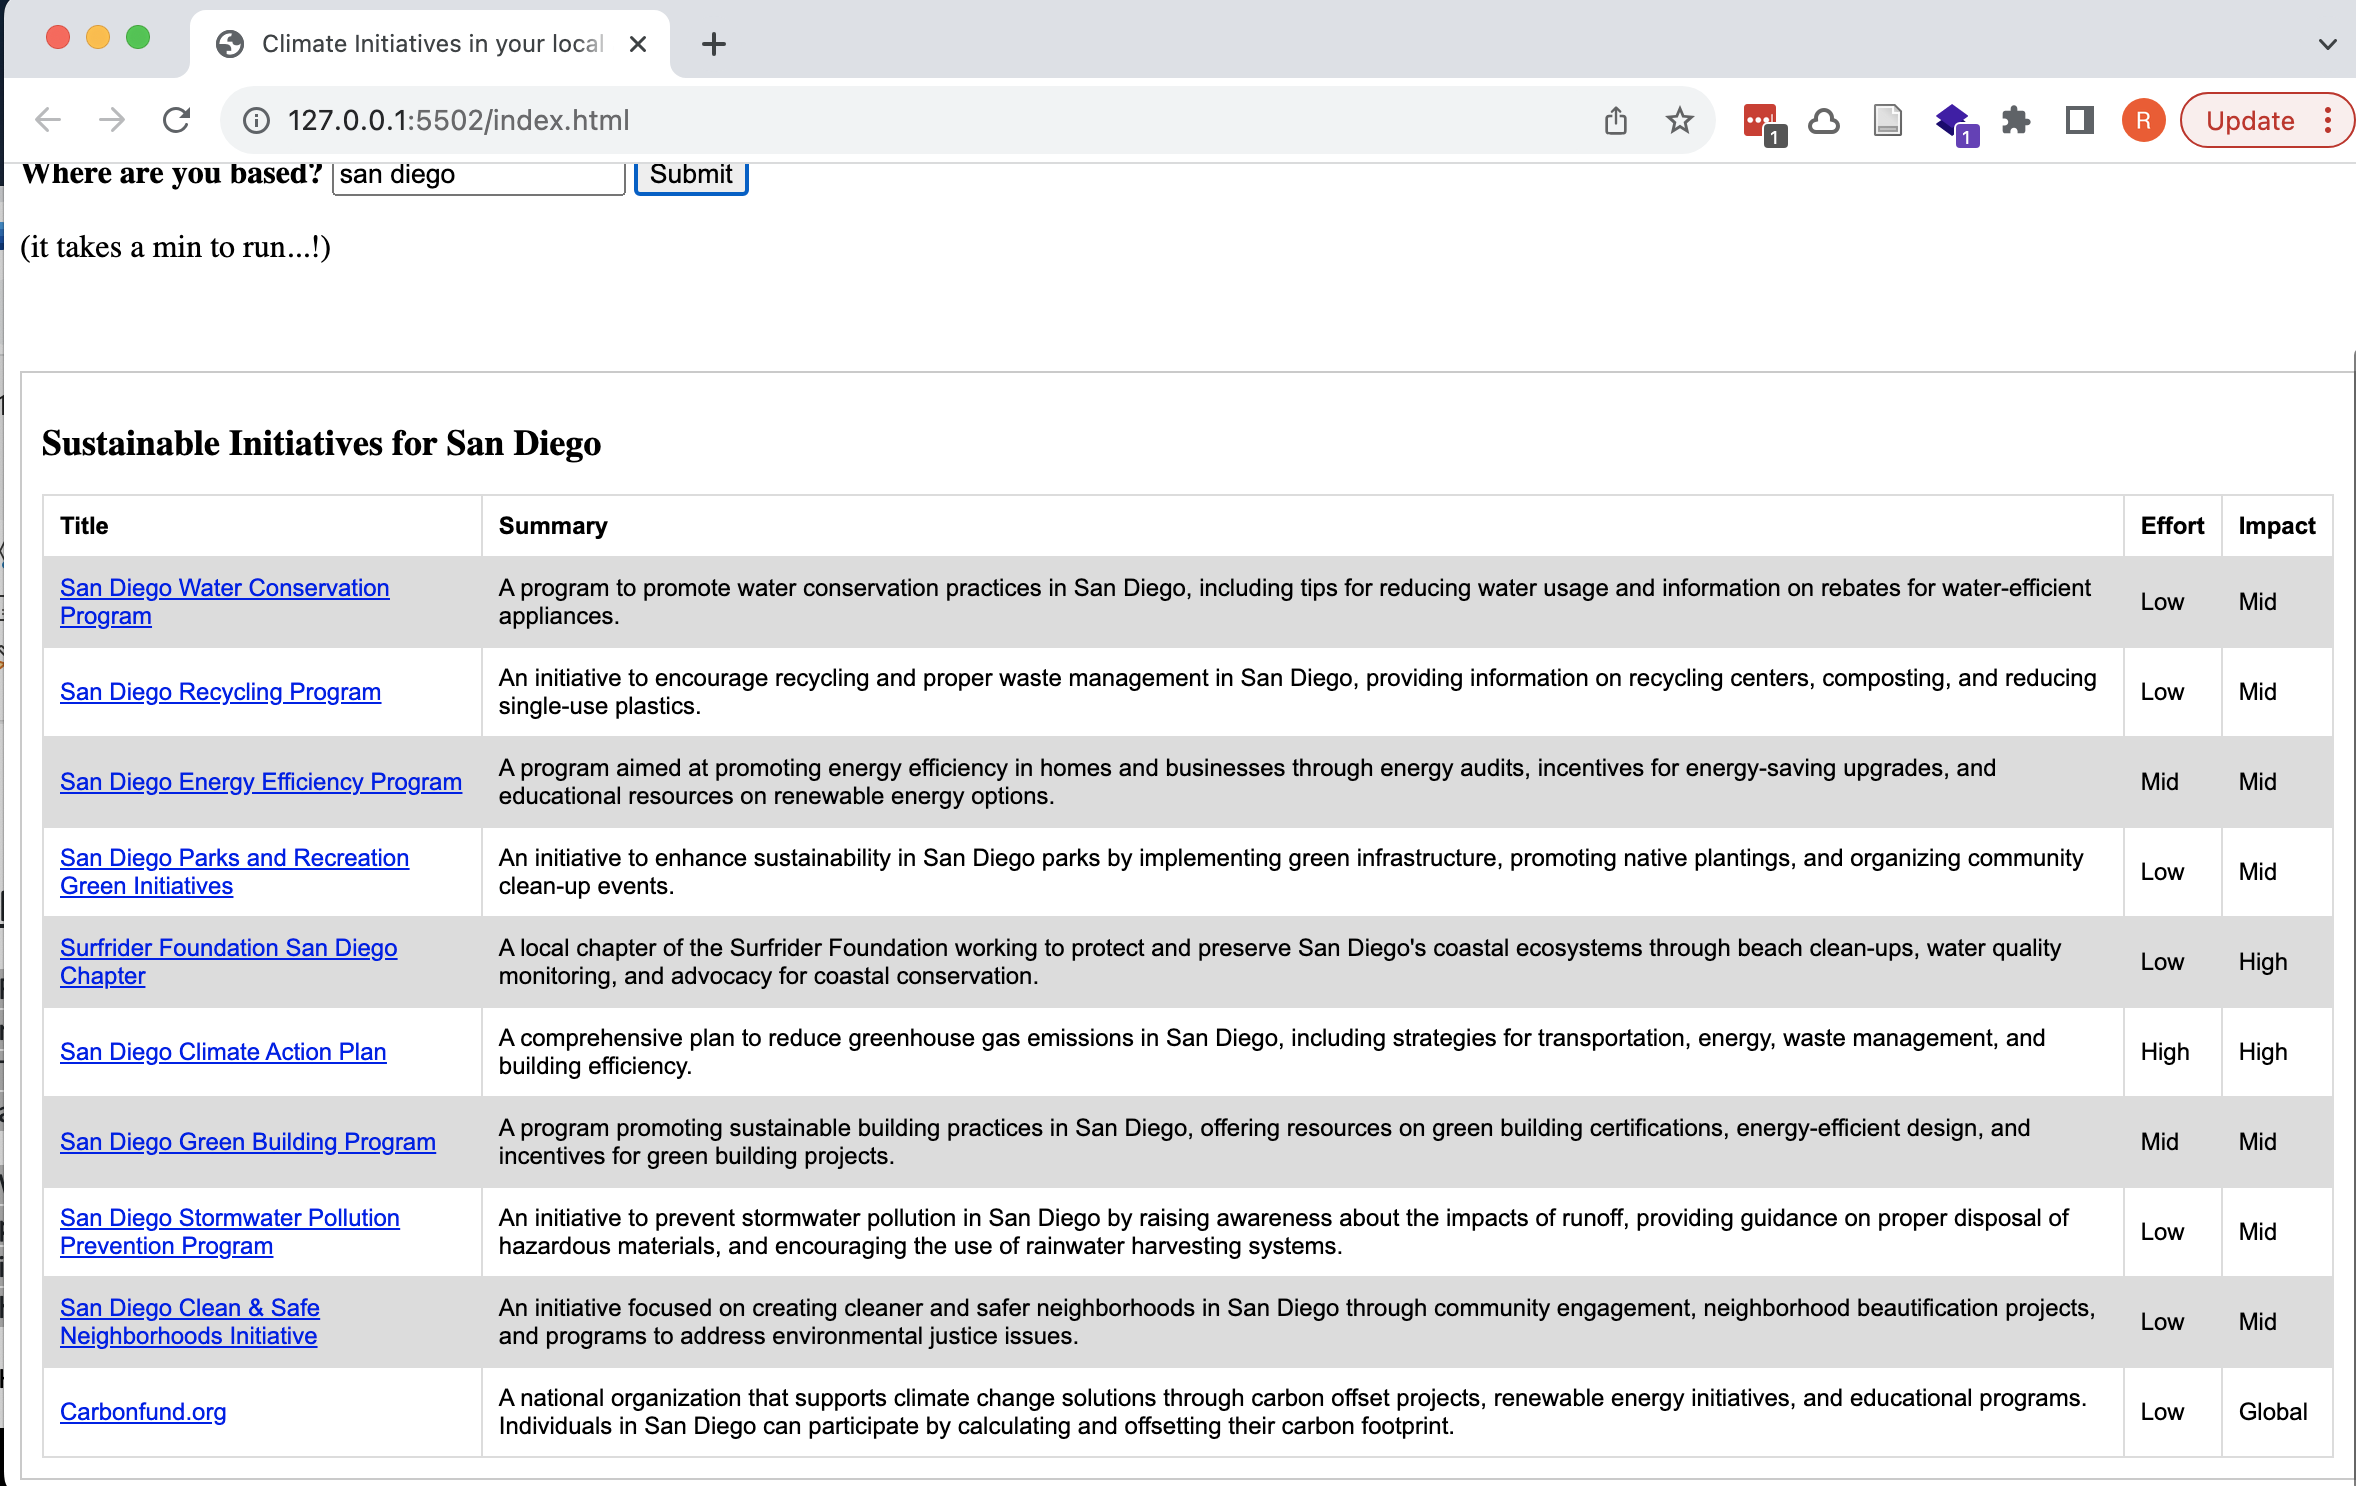 Climate Initiatives in your local
127.0.0.1:5502/index.html
1
1
R
Update
Where are you based? san diego Submit
(it takes a min to run...!)
Sustainable Initiatives for San Diego
Title Summary Effort Impact
San Diego Water Conservation
Program
A program to promote water conservation practices in San Diego, including tips for reducing water usage and information on rebates for water-efficient
appliances.
Low Mid
San Diego Recycling Program
An initiative to encourage recycling and proper waste management in San Diego, providing information on recycling centers, composting, and reducing
single-use plastics.
Low Mid
San Diego Energy Efficiency Program
A program aimed at promoting energy efficiency in homes and businesses through energy audits, incentives for energy-saving upgrades, and
educational resources on renewable energy options.
Mid Mid
San Diego Parks and Recreation
Green Initiatives
An initiative to enhance sustainability in San Diego parks by implementing green infrastructure, promoting native plantings, and organizing community
clean-up events.
Low Mid
Surfrider Foundation San Diego
Chapter
A local chapter of the Surfrider Foundation working to protect and preserve San Diego's coastal ecosystems through beach clean-ups, water quality
monitoring, and advocacy for coastal conservation.
Low High
San Diego Climate Action Plan
A comprehensive plan to reduce greenhouse gas emissions in San Diego, including strategies for transportation, energy, waste management, and
building efficiency.
High High
San Diego Green Building Program
A program promoting sustainable building practices in San Diego, offering resources on green building certifications, energy-efficient design, and
incentives for green building projects.
Mid Mid
San Diego Stormwater Pollution
Prevention Program
An initiative to prevent stormwater pollution in San Diego by raising awareness about the impacts of runoff, providing guidance on proper disposal of
hazardous materials, and encouraging the use of rainwater harvesting systems.
Low Mid
San Diego Clean & Safe
Neighborhoods Initiative
An initiative focused on creating cleaner and safer neighborhoods in San Diego through community engagement, neighborhood beautification projects,
and programs to address environmental justice issues.
Low Mid
Carbonfund.org
A national organization that supports climate change solutions through carbon offset projects, renewable energy initiatives, and educational programs.
Individuals in San Diego can participate by calculating and offsetting their carbon footprint.
Low Global